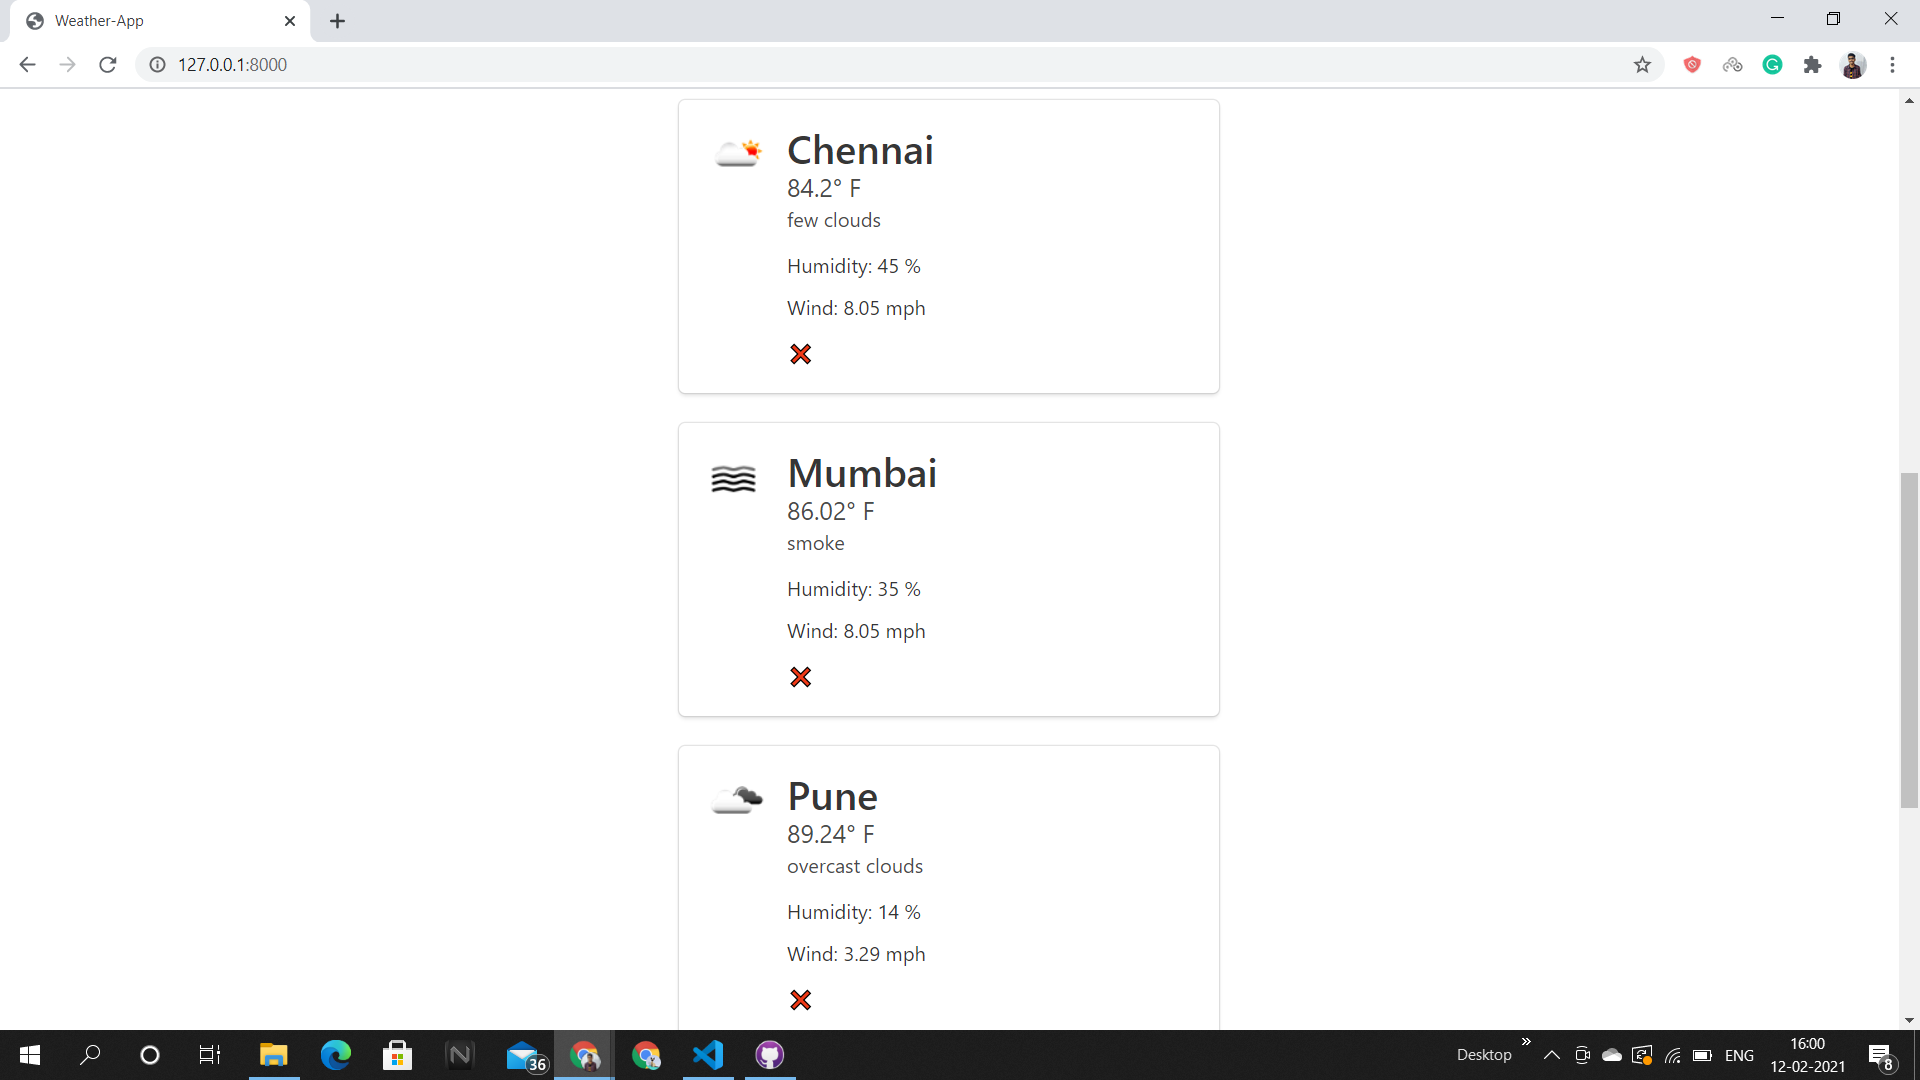 Weather-App
127.0.0.1:8000
Chennai
84.2° F
few clouds
Humidity: 45 %
Wind: 8.05 mph
Mumbai
86.02° F
smoke
Humidity: 35 %
Wind: 8.05 mph
Pune
89.24° F
overcast clouds
Humidity: 14 %
Wind: 3.29 mph
36
Desktop
ENG
16:00
12-02-2021
8